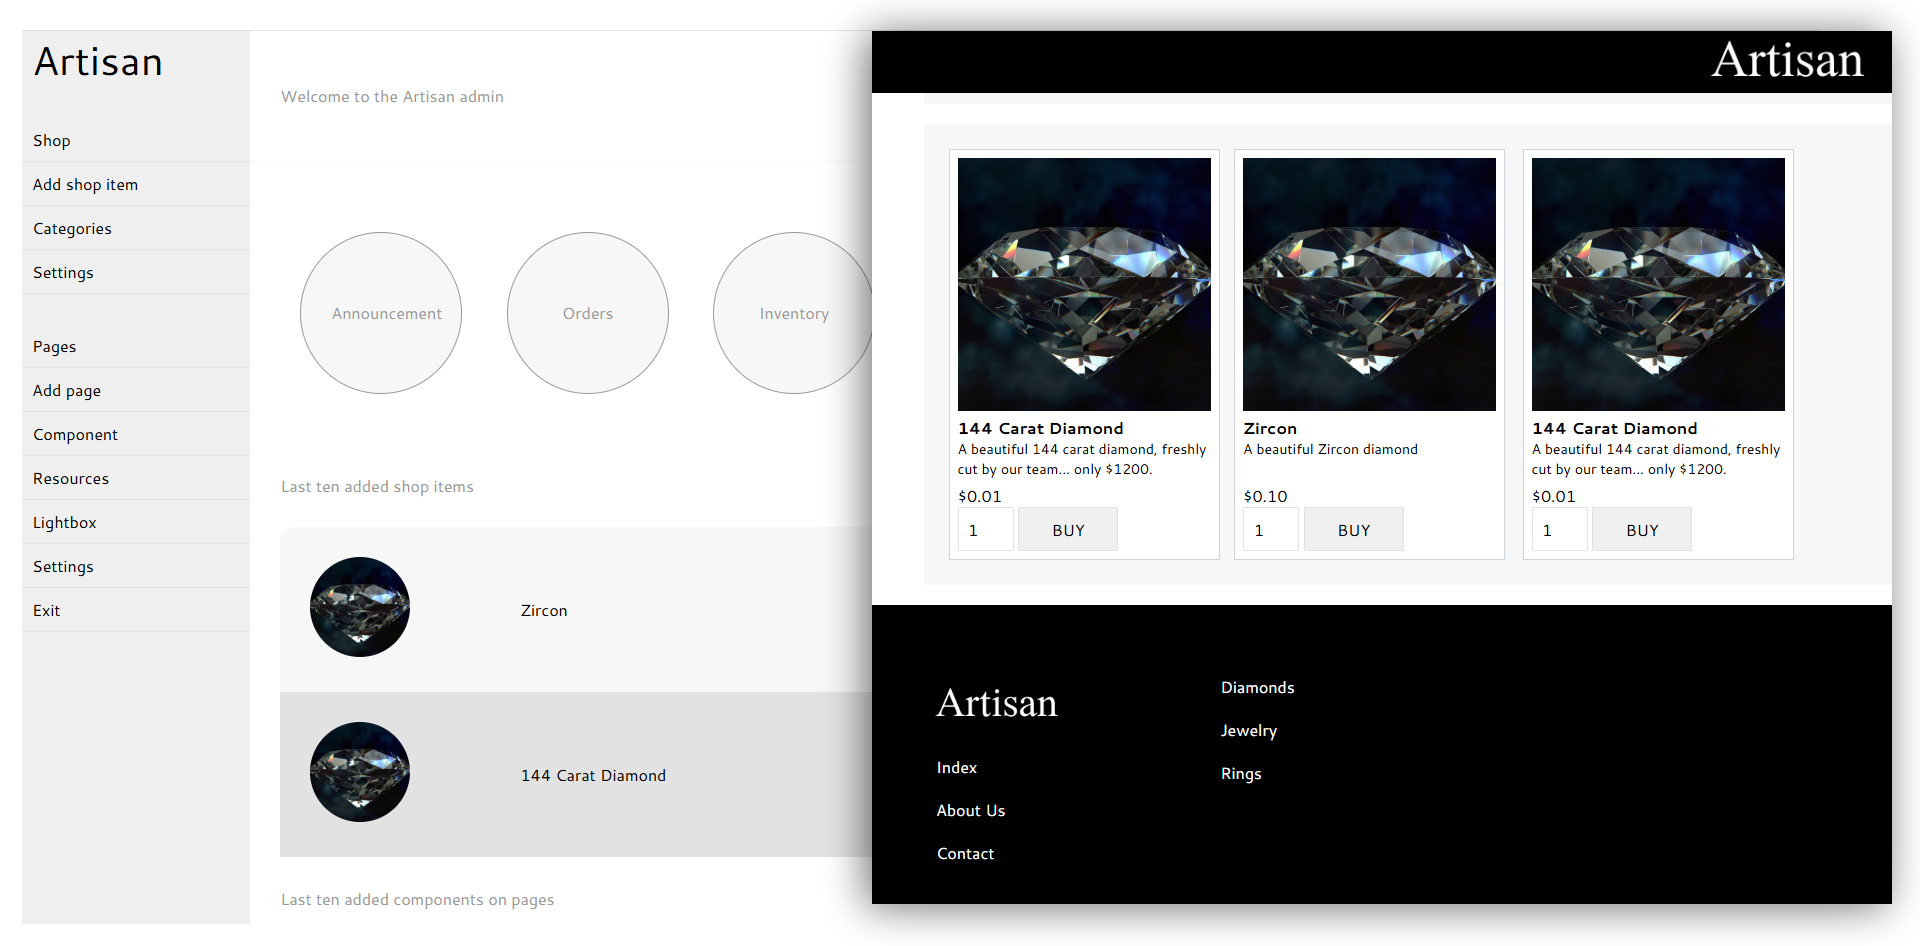 Artisan
Shop
Add shop item
Categories
Settings
Pages
Add page
Component
Resources
Lightbox
Settings
Exit
Welcome to the Artisan admin
Announcement
Orders
Inventory
Last ten added shop items
Zircon
144 Carat Diamond
Last ten added components on pages
Artisan
144 Carat Diamond
A beautiful 144 carat diamond, freshly
cut by our team... only $1200.
$0.01
1 BUY
Zircon
A beautiful Zircon diamond
$0.10
1 BUY
144 Carat Diamond
A beautiful 144 carat diamond, freshly
cut by our team... only $1200.
$0.01
1 BUY
Artisan
Index
About Us
Contact
Diamonds
Jewelry
Rings